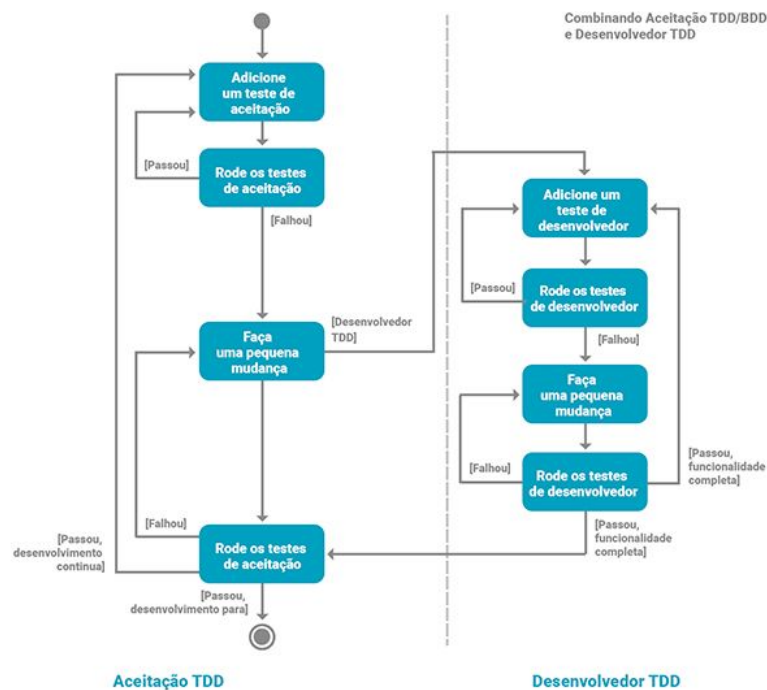 Combinando Aceitação TDD/BDD
e Desenvolvedor TDD
Adicione
um teste de
aceitação
[Passou]
Rode os testes
de aceitação
[Falhou]
Faça
uma pequena
mudança
[Desenvolvedor
TDD]
[Falhou]
[Passou,
desenvolvimento
continua]
Rode os testes
de aceitação
[Passou,
desenvolvimento para]
Aceitação TDD
Adicione um
teste de
desenvolvedor
[Passou]
Rode os testes
de desenvolvedor
[Falhou]
Faça
uma pequena
mudança
[Falhou]
Rode os testes
de desenvolvedor
[Passou,
funcionalidade
completa]
[Passou,
funcionalidade
completa]
Desenvolvedor TDD